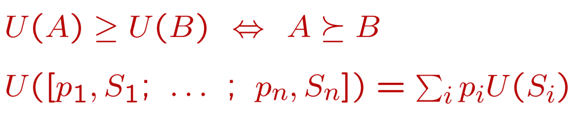 U(A) ≥ U(B) ⇔ A ⪰ B
U([p₁, S₁; … ; pₙ, Sₙ]) = ∑ᵢ pᵢU(Sᵢ)